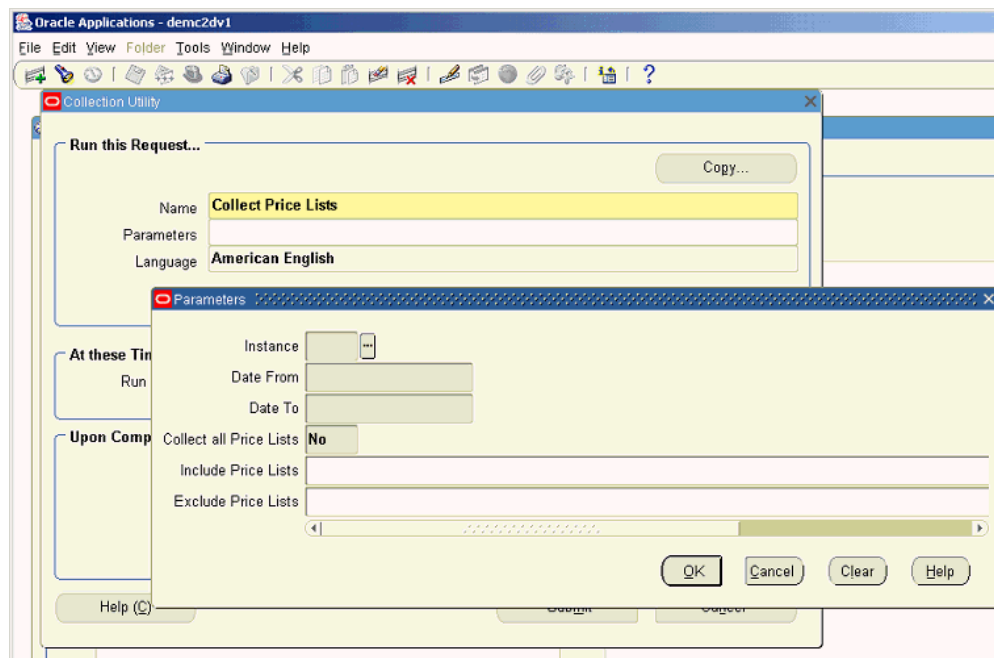 Oracle Applications - demc2dv1
File Edit View Folder Tools Window Help
Collection Utility
Run this Request...
Copy...
Name Collect Price Lists
Parameters
Language American English
Parameters
Instance
Date From
Date To
Collect all Price Lists No
Include Price Lists
Exclude Price Lists
OK Cancel Clear Help
At these Tim
Run
Upon Comp
Help (C)
Submit Cancel